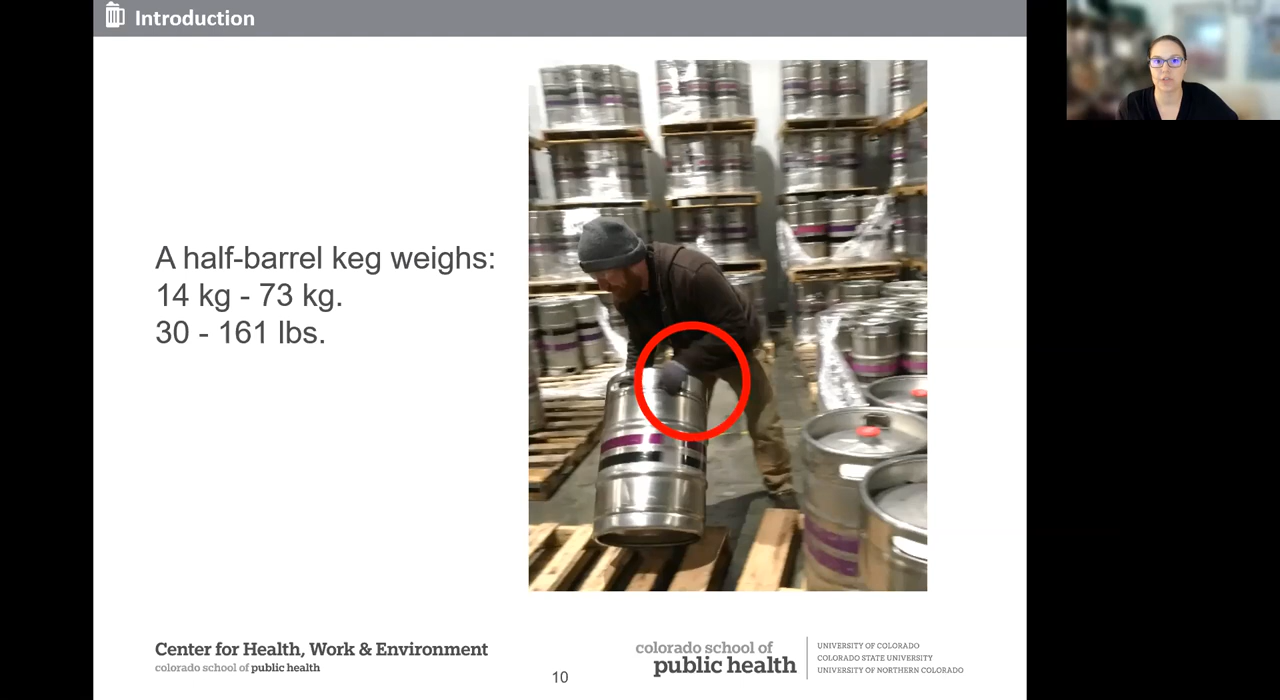 Introduction
A half-barrel keg weighs:
14 kg - 73 kg.
30 - 161 lbs.
Center for Health, Work & Environment
colorado school of public health
10
colorado school of
public health
UNIVERSITY OF COLORADO
COLORADO STATE UNIVERSITY
UNIVERSITY OF NORTHERN COLORADO